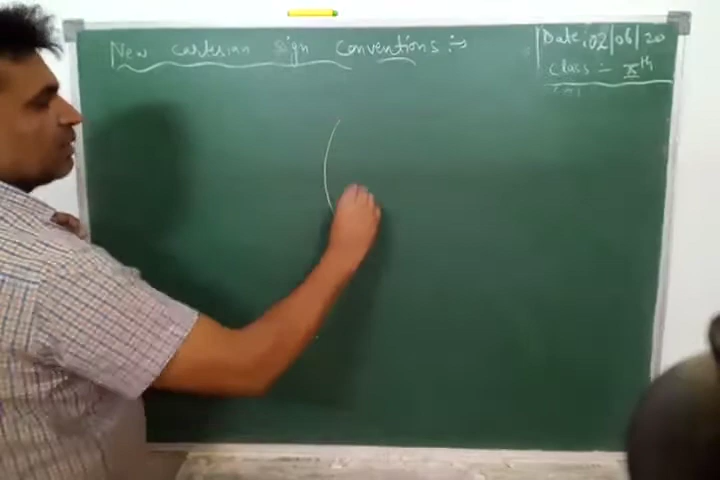 New cartesian sign conventions :-
Date: 02/06/20
class :- Xth